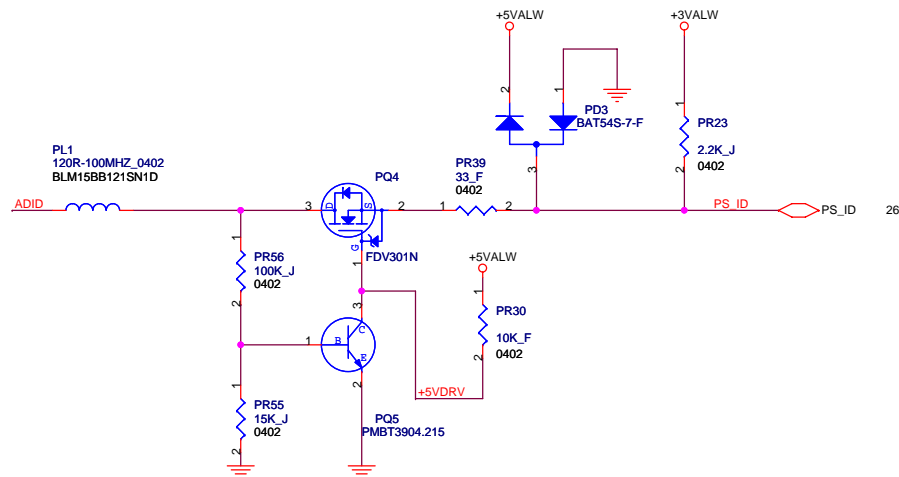 +5VALW
+3VALW
2
1
1
PD3
BAT54S-7-F
PR23
2.2K_J
0402
3
2
PL1
120R-100MHZ_0402
BLM15BB121SN1D
PQ4
PR39
33_F
0402
ADID
3
D
S
2
1
2
PS_ID
PS_ID
26
G
FDV301N
1
1
PR56
100K_J
0402
2
+5VALW
1
PR30
10K_F
0402
2
3
C
1
B
E
2
+5VDRV
1
PR55
15K_J
0402
2
PQ5
PMBT3904.215